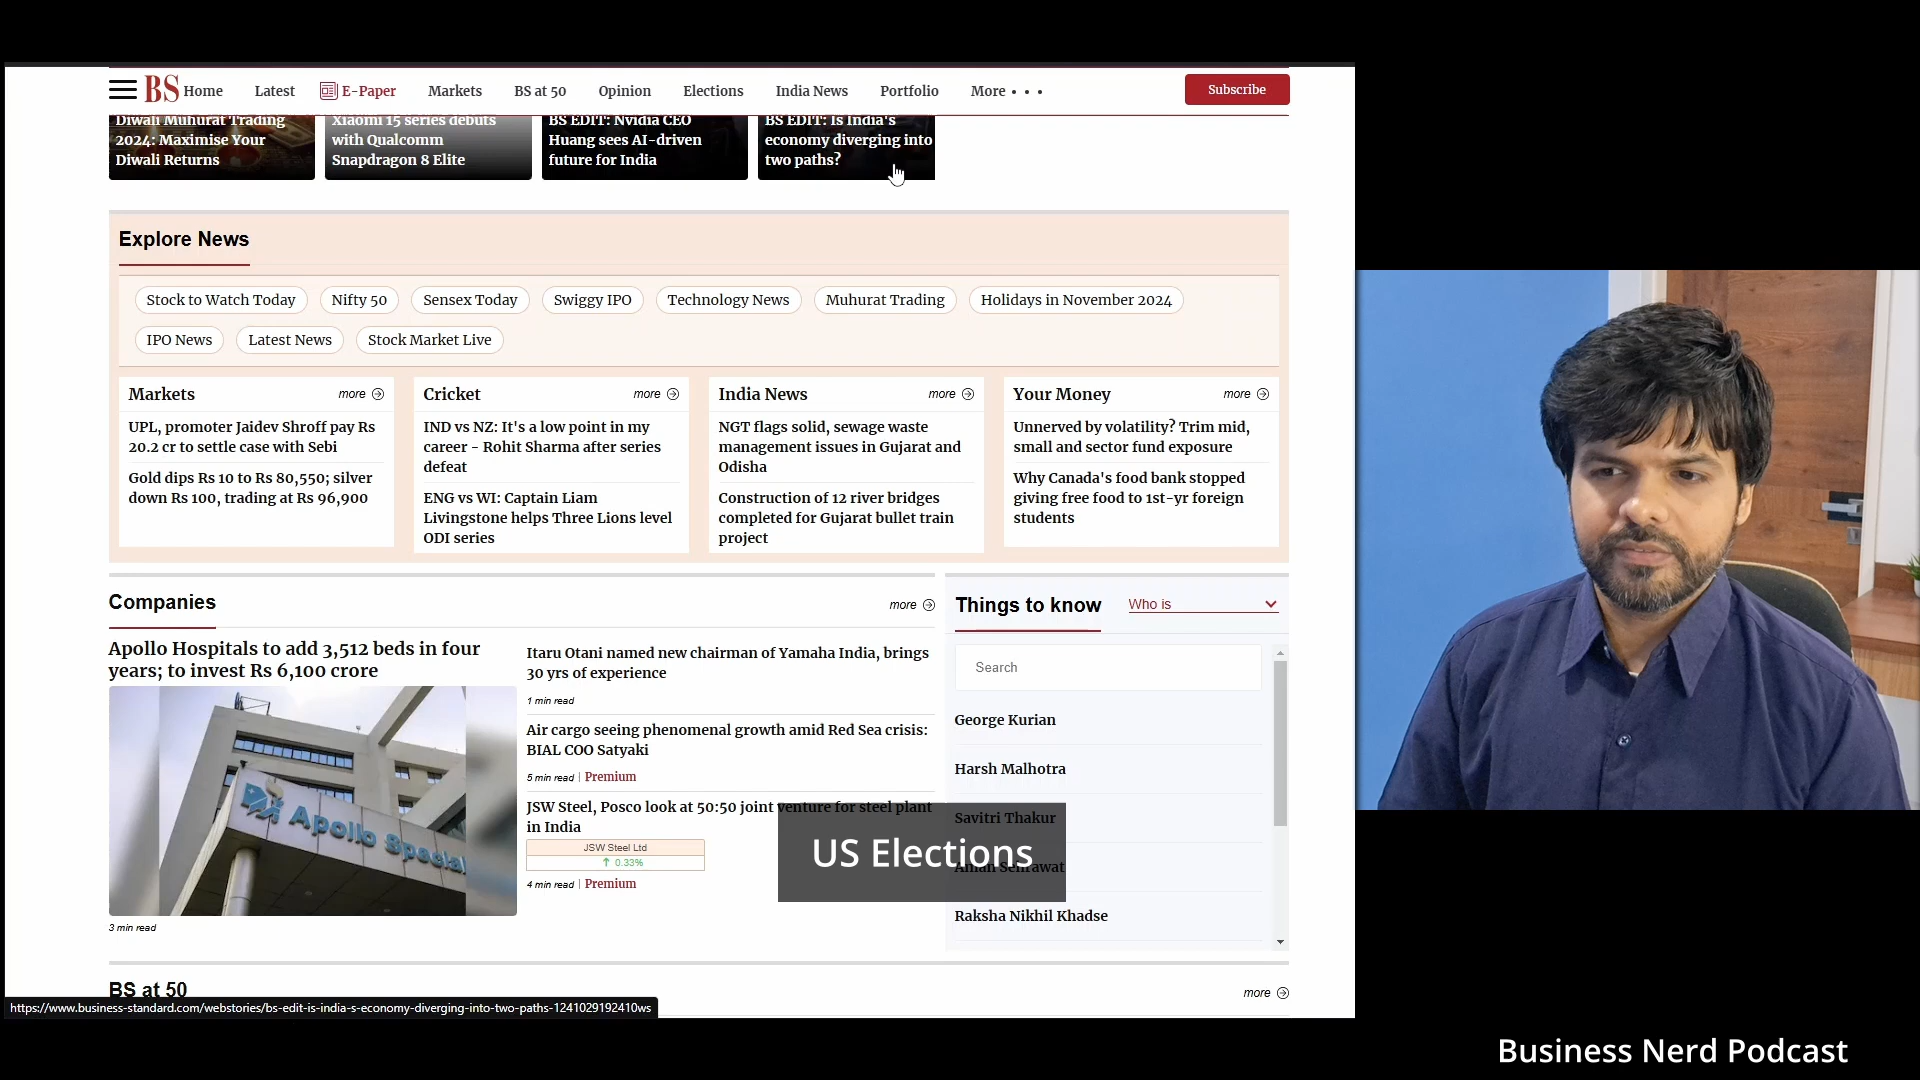 BS Home Latest E-Paper Markets BS at 50 Opinion Elections India News Portfolio More • • • Subscribe
Diwali Muhurat Trading
2024: Maximise Your
Diwali Returns
Xiaomi 15 series debuts
with Qualcomm
Snapdragon 8 Elite
BS EDIT: Nvidia CEO
Huang sees AI-driven
future for India
BS EDIT: Is India's
economy diverging into
two paths?
Explore News
Stock to Watch Today Nifty 50 Sensex Today Swiggy IPO Technology News Muhurat Trading Holidays in November 2024
IPO News Latest News Stock Market Live
Markets more
UPL, promoter Jaidev Shroff pay Rs
20.2 cr to settle case with Sebi
Gold dips Rs 10 to Rs 80,550; silver
down Rs 100, trading at Rs 96,900
Cricket more
IND vs NZ: It's a low point in my
career - Rohit Sharma after series
defeat
ENG vs WI: Captain Liam
Livingstone helps Three Lions level
ODI series
India News more
NGT flags solid, sewage waste
management issues in Gujarat and
Odisha
Construction of 12 river bridges
completed for Gujarat bullet train
project
Your Money more
Unnerved by volatility? Trim mid,
small and sector fund exposure
Why Canada's food bank stopped
giving free food to 1st-yr foreign
students
Companies more
Apollo Hospitals to add 3,512 beds in four
years; to invest Rs 6,100 crore
Apollo Special
3 min read
Itaru Otani named new chairman of Yamaha India, brings
30 yrs of experience
1 min read
Air cargo seeing phenomenal growth amid Red Sea crisis:
BIAL COO Satyaki
5 min read | Premium
JSW Steel, Posco look at 50:50 joint venture for steel plant
in India
JSW Steel Ltd
↑ 0.33%
4 min read | Premium
Things to know Who is
Search
George Kurian
Harsh Malhotra
Savitri Thakur
Aman Sehrawat
Raksha Nikhil Khadse
US Elections
BS at 50 more
https://www.business-standard.com/webstories/bs-edit-is-india-s-economy-diverging-into-two-paths-1241029192410ws
Business Nerd Podcast